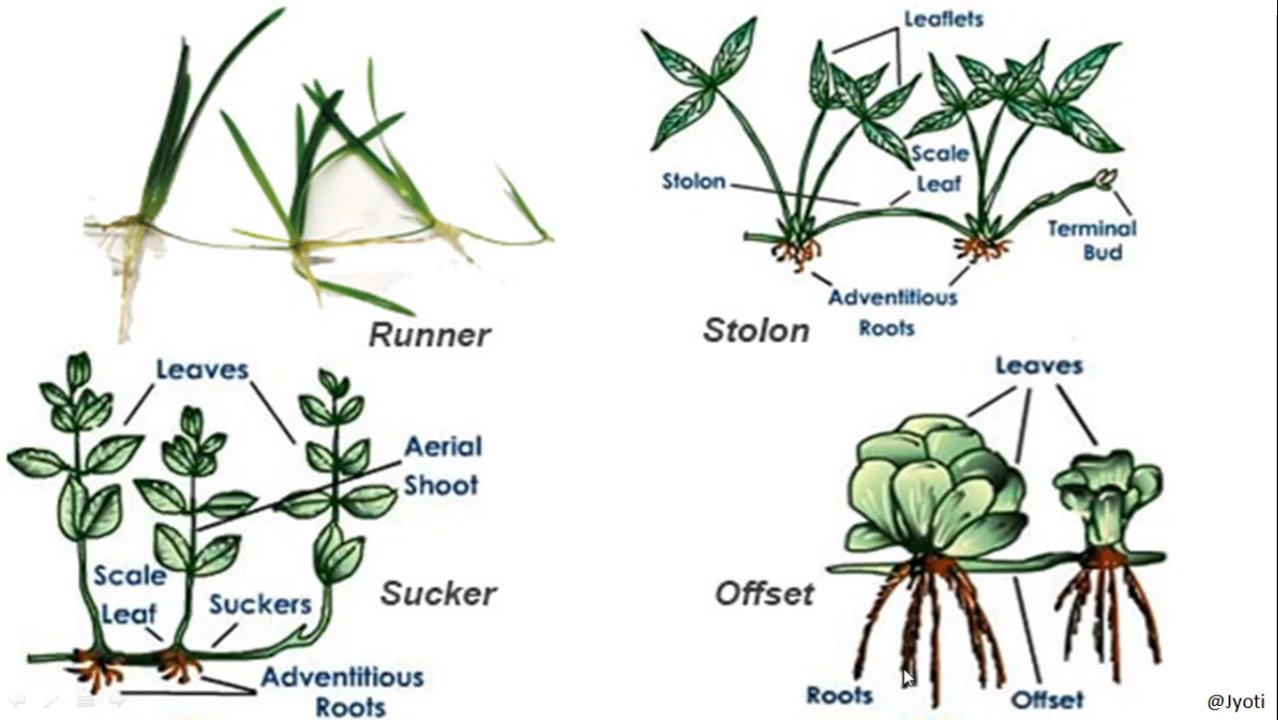 Leaflets
Scale
Leaf
Stolon
Terminal
Bud
Adventitious
Roots
Runner
Stolon
Leaves
Aerial
Shoot
Scale
Leaf
Suckers
Sucker
Adventitious
Roots
Leaves
Offset
Roots
Offset
@Jyoti